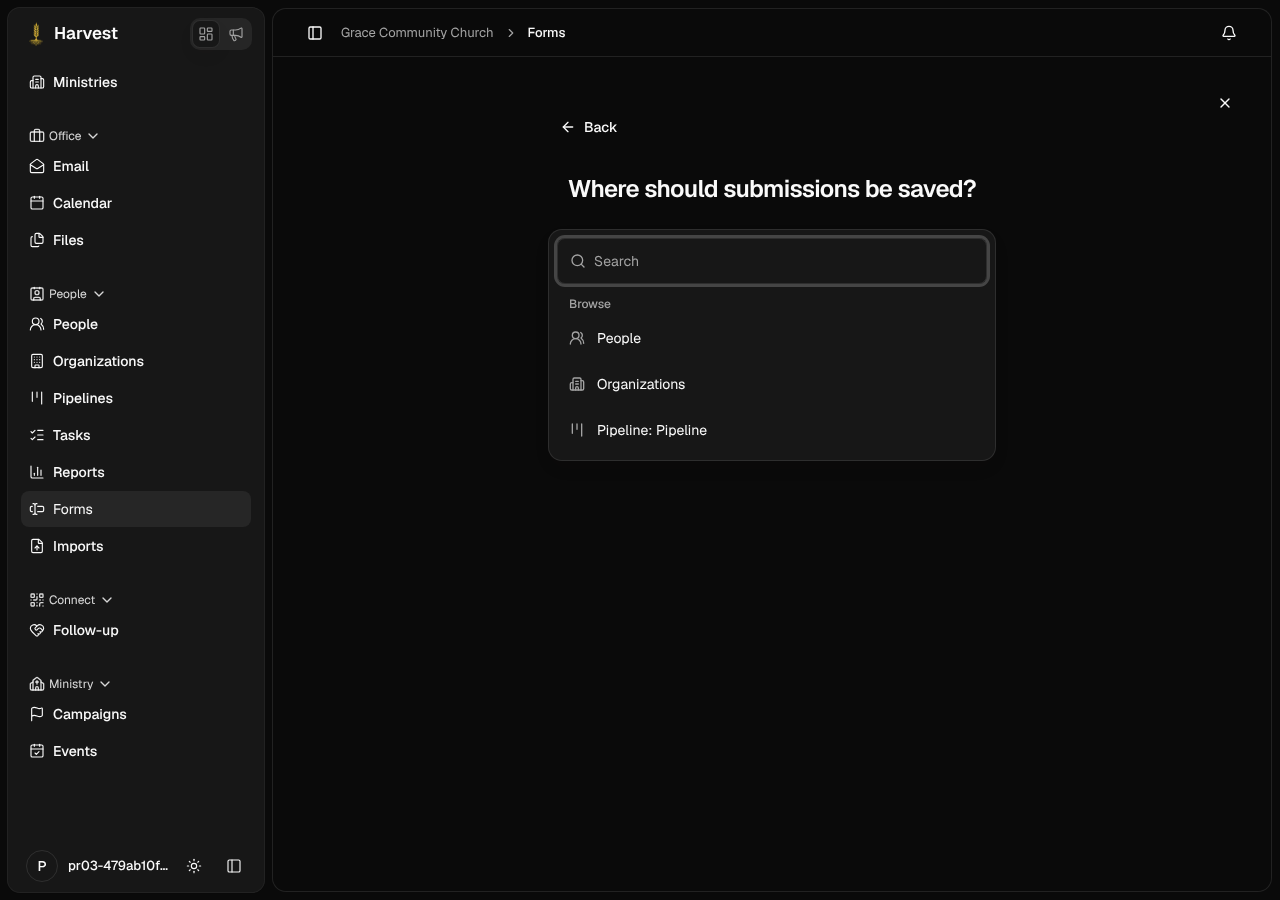 Harvest
Ministries
Office
Email
Calendar
Files
People
People
Organizations
Pipelines
Tasks
Reports
Forms
Imports
Connect
Follow-up
Ministry
Campaigns
Events
P
pr03-479ab10f...
Grace Community Church
Forms
Back
Where should submissions be saved?
Search
Browse
People
Organizations
Pipeline: Pipeline